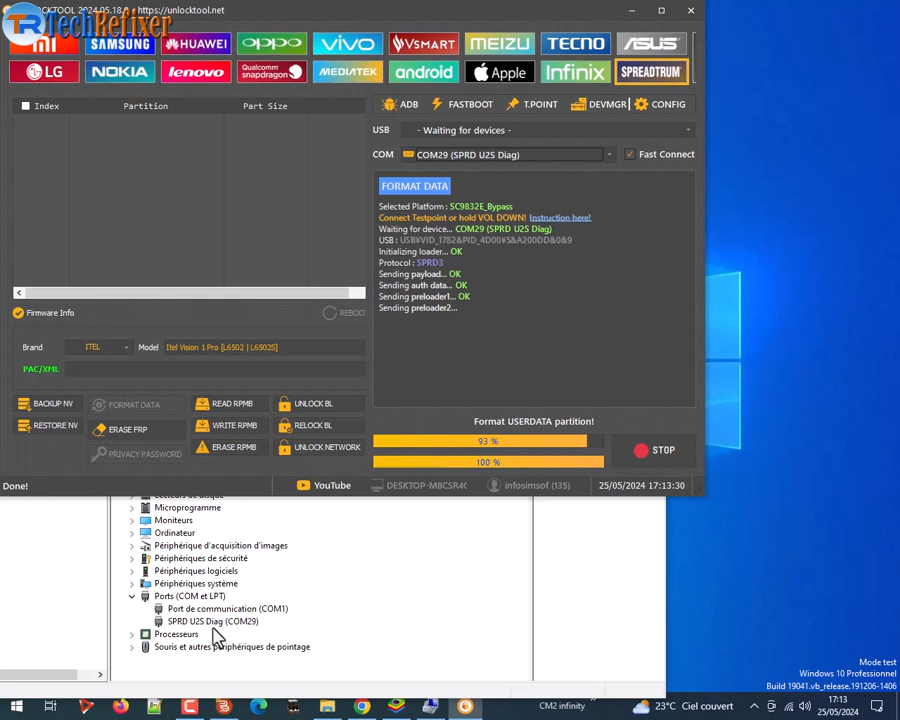 TechRefixer
OCKTOOL 2024.05.18.0 - https://unlocktool.net
mi SAMSUNG HUAWEI oppo vivo VSMART MEIZU TECNO /SUS
LG NOKIA lenovo Qualcomm snapdragon MEDIATEK android Apple Infinix SPREADTRUM
Index Partition Part Size
ADB FASTBOOT T.POINT DEVMGR CONFIG
USB - Waiting for devices -
COM COM29 (SPRD U2S Diag) Fast Connect
FORMAT DATA
Selected Platform : SC9832E_Bypass
Connect Testpoint or hold VOL DOWN! Instruction here!
Waiting for device... COM29 (SPRD U2S Diag)
USB : USB¥VID_1782&PID_4D00¥5&A200DD&0&9
Initializing loader... OK
Protocol : SPRD3
Sending payload... OK
Sending auth data... OK
Sending preloader1... OK
Sending preloader2...
Firmware Info REBOO
Brand ITEL Model Itel Vision 1 Pro [L6502 | L6502S]
PAC/XML
BACKUP NV FORMAT DATA READ RPMB UNLOCK BL
RESTORE NV ERASE FRP WRITE RPMB RELOCK BL
PRIVACY PASSWORD ERASE RPMB UNLOCK NETWORK
Format USERDATA partition!
93 %
100 %
STOP
Done! YouTube DESKTOP-M8CSR4( infosimsof (135) 25/05/2024 17:13:30
Lecteurs de disque
Microprogramme
Moniteurs
Ordinateur
Périphérique d'acquisition d'images
Périphériques de sécurité
Périphériques logiciels
Périphériques système
Ports (COM et LPT)
Port de communication (COM1)
SPRD U2S Diag (COM29)
Processeurs
Souris et autres périphériques de pointage
Mode test
Windows 10 Professionnel
Build 19041.vb_release.191206-1406
CM2 infinity 23°C Ciel couvert 17:13
25/05/2024